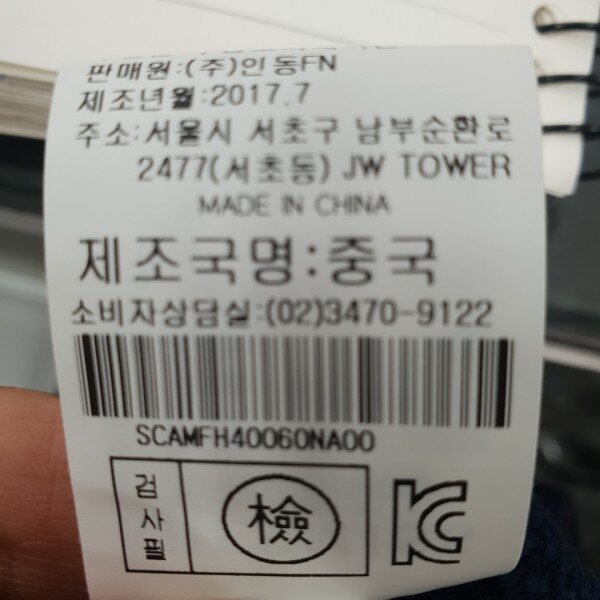 판매원:(주)인동FN
제조년월:2017.7
주소:서울시 서초구 남부순환로
2477(서초동) JW TOWER
MADE IN CHINA
제조국명:중국
소비자상담실:(02)3470-9122
SCAMFH40060NA00
검사필
檢
KC